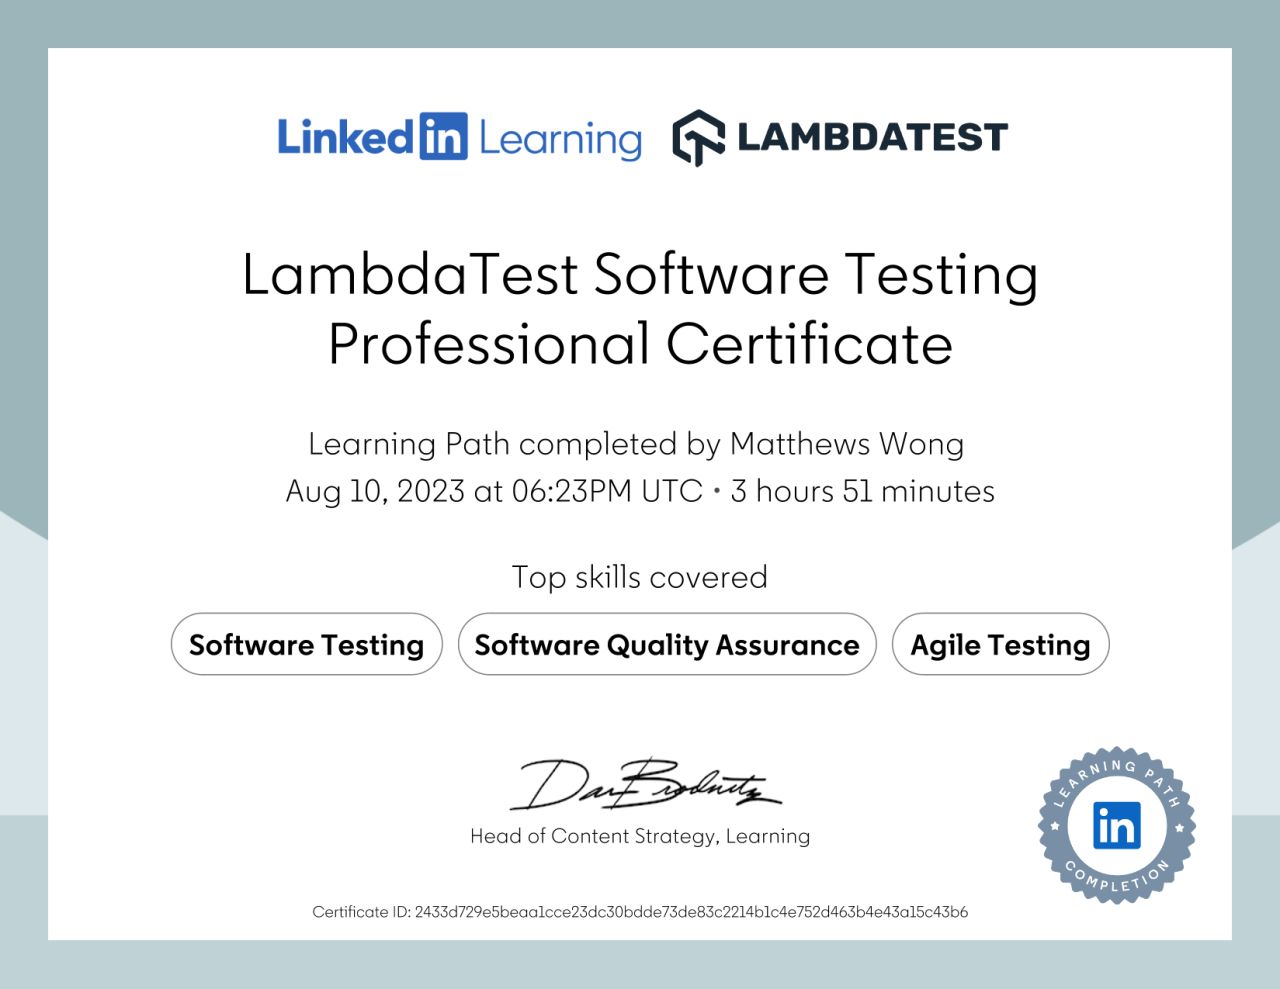 LinkedIn Learning LAMBDATEST
LambdaTest Software Testing
Professional Certificate
Learning Path completed by Matthews Wong
Aug 10, 2023 at 06:23PM UTC • 3 hours 51 minutes
Top skills covered
Software Testing Software Quality Assurance Agile Testing
Dan Brodnitz
Head of Content Strategy, Learning
LEARNING PATH
in
COMPLETION
Certificate ID: 2433d729e5beaa1cce23dc30bdde73de83c2214b1c4e752d463b4e43a15c43b6